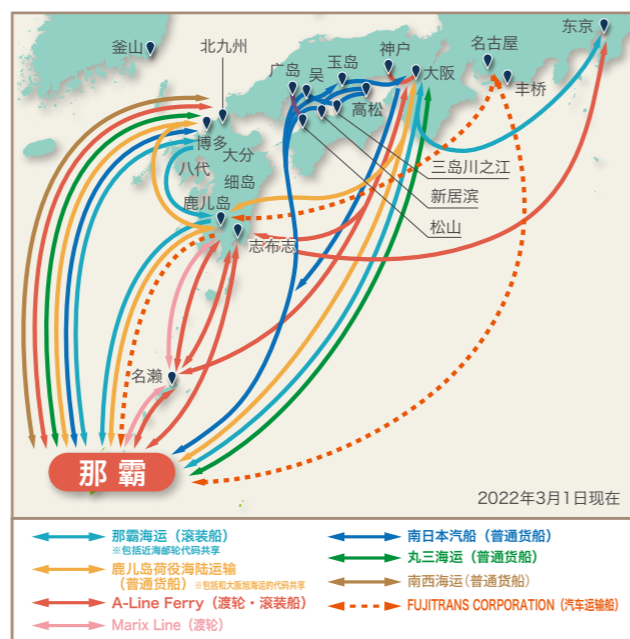 东京
北九州
神户
名古屋
釜山
玉岛
大阪
广岛
吴
丰桥
高松
博多
大分
三岛川之江
八代
细岛
新居滨
鹿儿岛
松山
志布志
名濑
那霸
2022年3月1日现在
那霸海运（滚装船）
※包括近海邮轮代码共享
鹿儿岛荷役海陆运输
（普通货船）※包括和大阪旭海运的代码共享
A-Line Ferry（渡轮・滚装船）
Marix Line（渡轮）
南日本汽船（普通货船）
丸三海运（普通货船）
南西海运（普通货船）
FUJITRANS CORPORATION（汽车运输船）